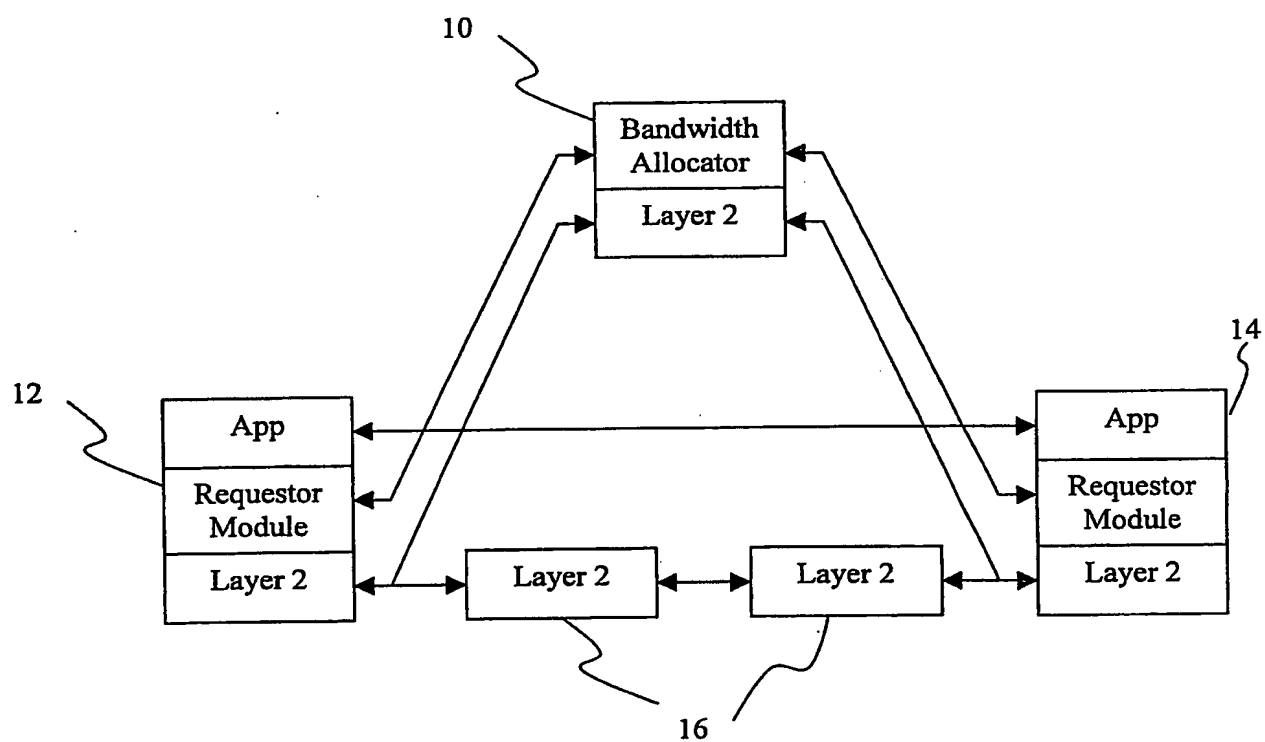 10
Bandwidth
Allocator
Layer 2
14
12
App
App
Requestor
Module
Requestor
Module
Layer 2
Layer 2
Layer 2
Layer 2
16